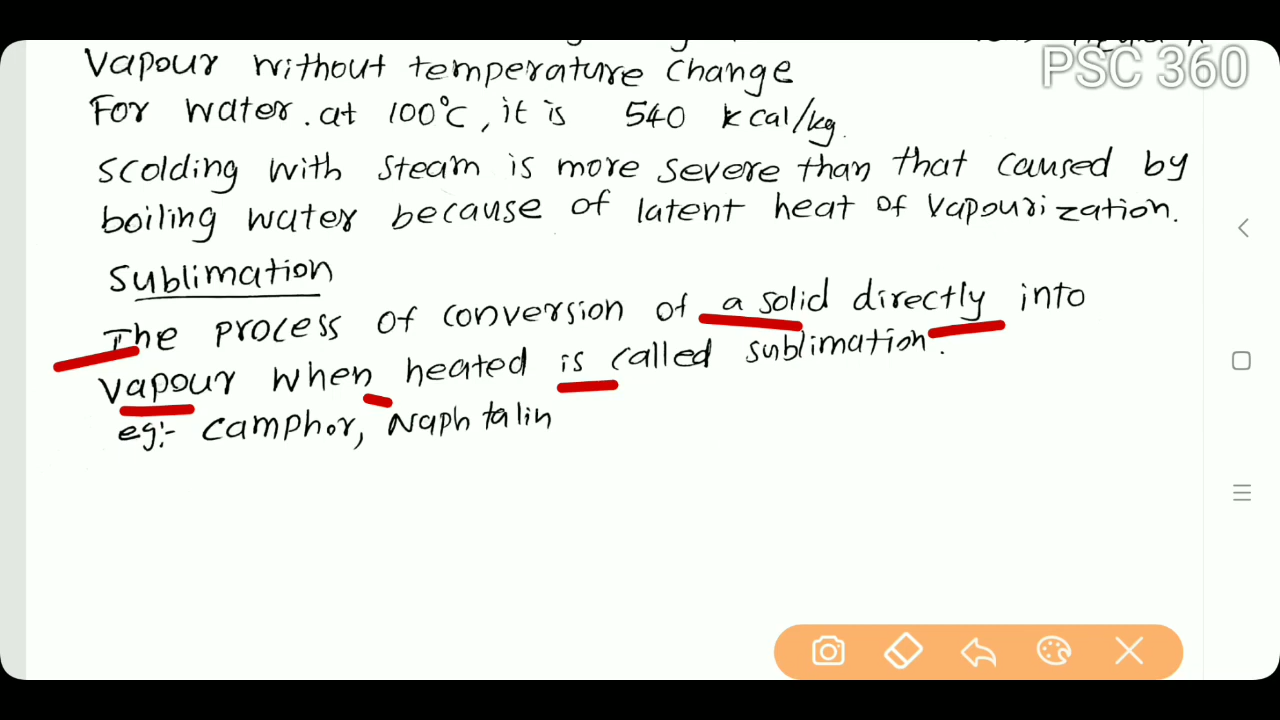 PSC 360
Vapour without temperature change
For water. at 100°C, it is 540 kcal/kg.
scolding with steam is more severe than that caused by
boiling water because of latent heat of vapourization.
Sublimation
The process of conversion of a solid directly into
vapour when heated is called sublimation.
eg:- camphor, Naphtalin